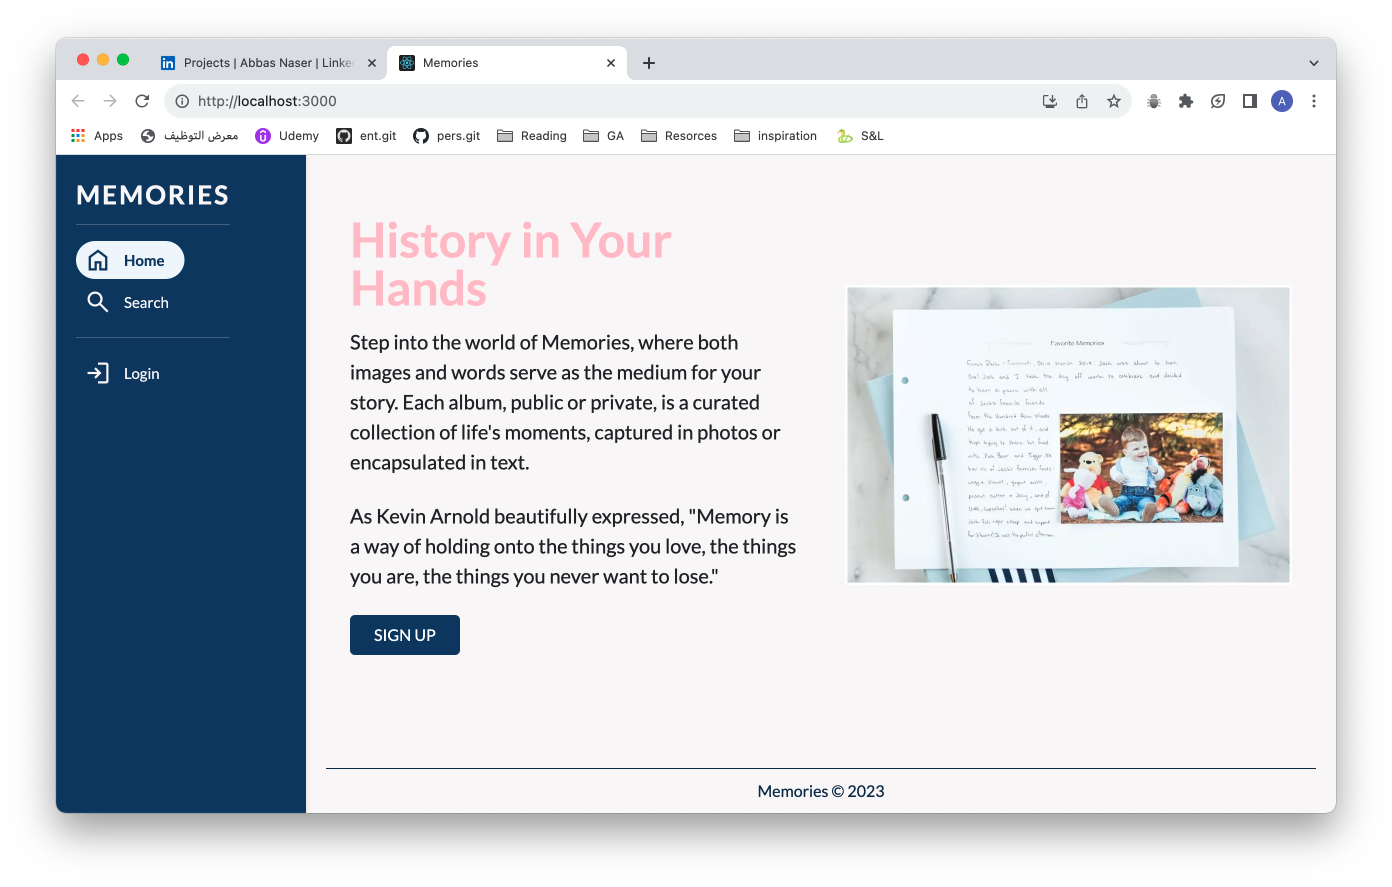 Projects | Abbas Naser | Linke
Memories
http://localhost:3000
A
Apps
معرض التوظيف
Udemy
ent.git
pers.git
Reading
GA
Resorces
inspiration
S&L
MEMORIES
Home
Search
Login
History in Your
Hands
Step into the world of Memories, where both
images and words serve as the medium for your
story. Each album, public or private, is a curated
collection of life's moments, captured in photos or
encapsulated in text.
As Kevin Arnold beautifully expressed, "Memory is
a way of holding onto the things you love, the things
you are, the things you never want to lose."
SIGN UP
Favorite Memories
Memories © 2023